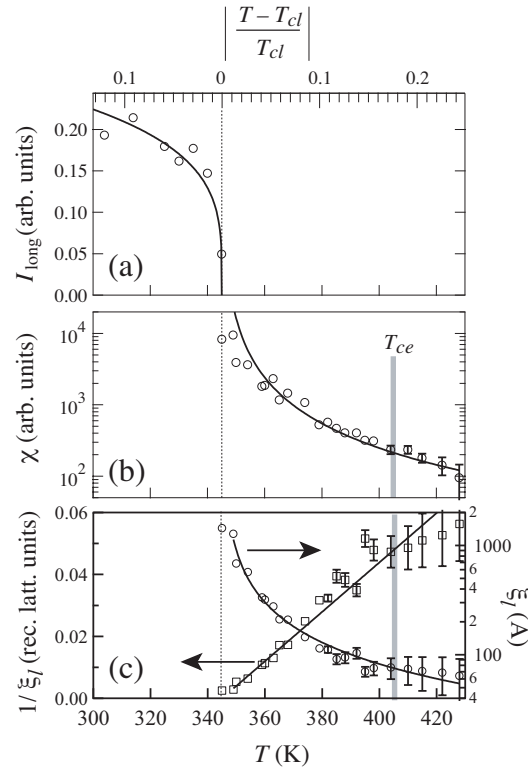 T − T_cl
T_cl
0.1 0 0.1 0.2
I_long (arb. units)
0.20
0.15
0.10
0.05
0.00
(a)
χ (arb. units)
10^4
10^3
10^2
T_ce
(b)
1/ξ_l (rec. latt. units)
0.06
0.04
0.02
0.00
(c)
2
1000
6
4
2
100
6
4
ξ_l (A)
300 320 340 360 380 400 420
T (K)